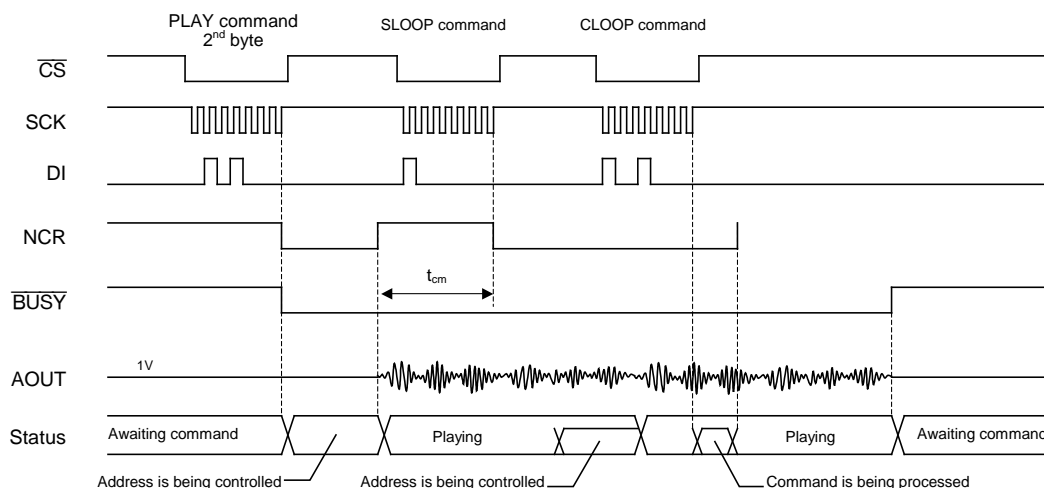 PLAY command
2nd byte
SLOOP command
CLOOP command
CS
SCK
DI
NCR
tcm
BUSY
1V
AOUT
Status
Awaiting command
Playing
Playing
Awaiting command
Address is being controlled
Address is being controlled
Command is being processed